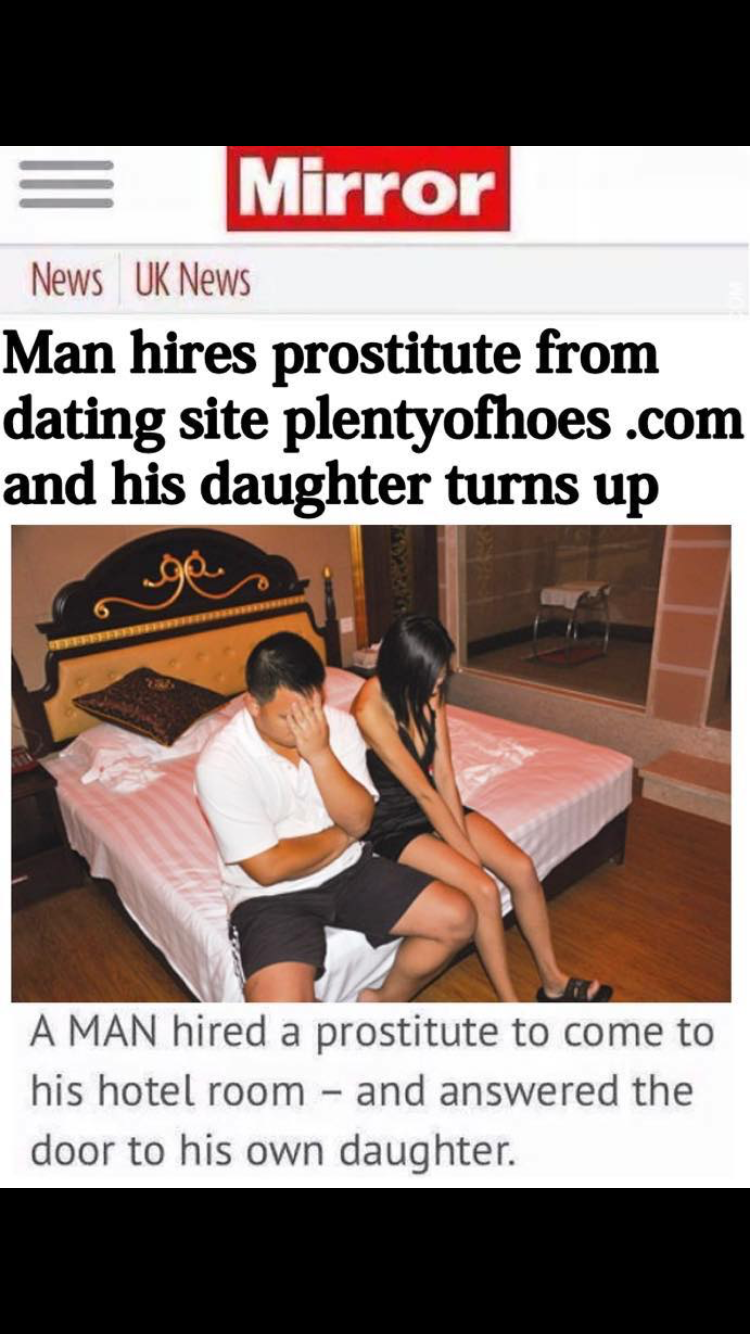 Mirror
News UK News
Man hires prostitute from
dating site plentyofhoes .com
and his daughter turns up
A MAN hired a prostitute to come to
his hotel room – and answered the
door to his own daughter.